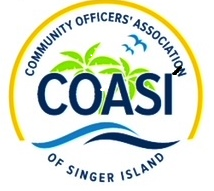 COMMUNITY OFFICERS' ASSOCIATION
COASI
OF SINGER ISLAND